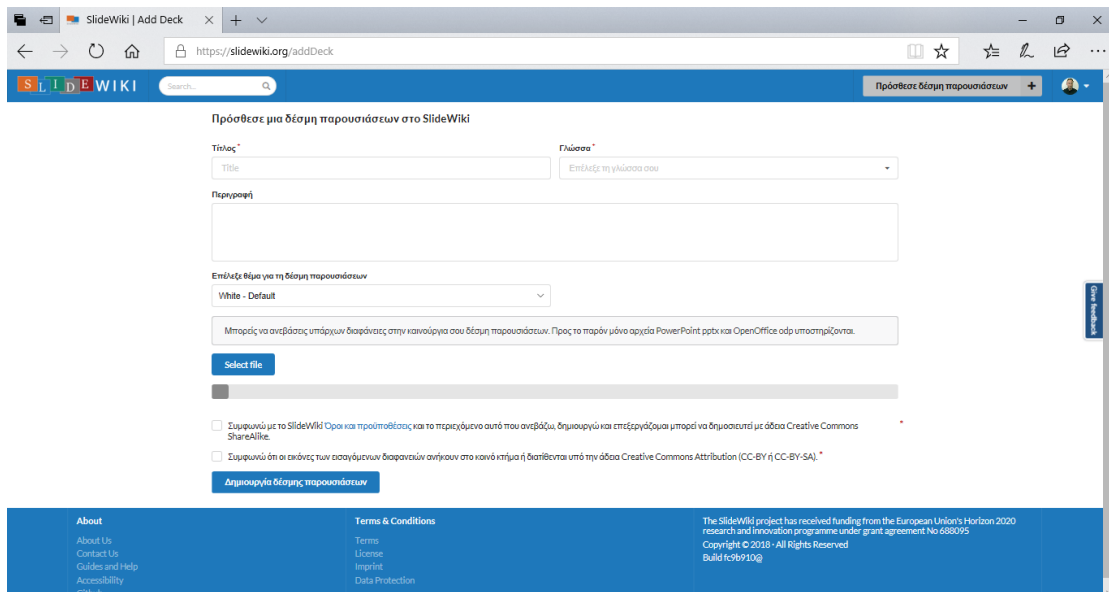 SlideWiki | Add Deck
https://slidewiki.org/addDeck
SLIDEWIKI
Search...
Πρόσθεσε δέσμη παρουσιάσεων
Πρόσθεσε μια δέσμη παρουσιάσεων στο SlideWiki
Τίτλος *
Γλώσσα *
Title
Επέλεξε τη γλώσσα σου
Περιγραφή
Επέλεξε θέμα για τη δέσμη παρουσιάσεων
White - Default
Give feedback
Μπορείς να ανεβάσεις υπάρχων διαφάνειες στην καινούργια σου δέσμη παρουσιάσεων. Προς το παρόν μόνο αρχεία PowerPoint pptx και OpenOffice odp υποστηρίζονται.
Select file
Συμφωνώ με το SlideWiki Όροι και προϋποθέσεις και το περιεχόμενο αυτό που ανεβάζω, δημιουργώ και επεξεργάζομαι μπορεί να δημοσιευτεί με άδεια Creative Commons *
ShareAlike.
Συμφωνώ ότι οι εικόνες των εισαγόμενων διαφανειών ανήκουν στο κοινό κτήμα ή διατίθενται υπό την άδεια Creative Commons Attribution (CC-BY ή CC-BY-SA). *
Δημιουργία δέσμης παρουσιάσεων
About
About Us
Contact Us
Guides and Help
Accessibility
Github
Terms & Conditions
Terms
License
Imprint
Data Protection
The SlideWiki project has received funding from the European Union's Horizon 2020
research and innovation programme under grant agreement No 688095
Copyright © 2018 · All Rights Reserved
Build fc9b910@